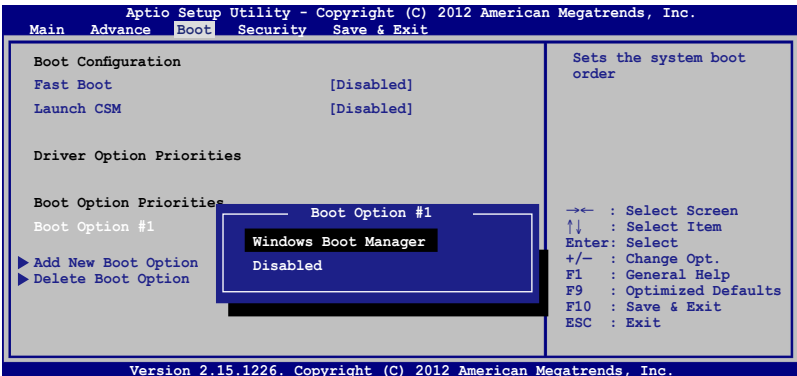 Aptio Setup Utility - Copyright (C) 2012 American Megatrends, Inc.
Main Advance Boot Security Save & Exit
Boot Configuration
Fast Boot [Disabled]
Launch CSM [Disabled]
Driver Option Priorities
Boot Option Priorities
Boot Option #1
Add New Boot Option
Delete Boot Option
Boot Option #1
Windows Boot Manager
Disabled
Sets the system boot
order
→← : Select Screen
↑↓ : Select Item
Enter: Select
+/— : Change Opt.
F1 : General Help
F9 : Optimized Defaults
F10 : Save & Exit
ESC : Exit
Version 2.15.1226. Copyright (C) 2012 American Megatrends, Inc.